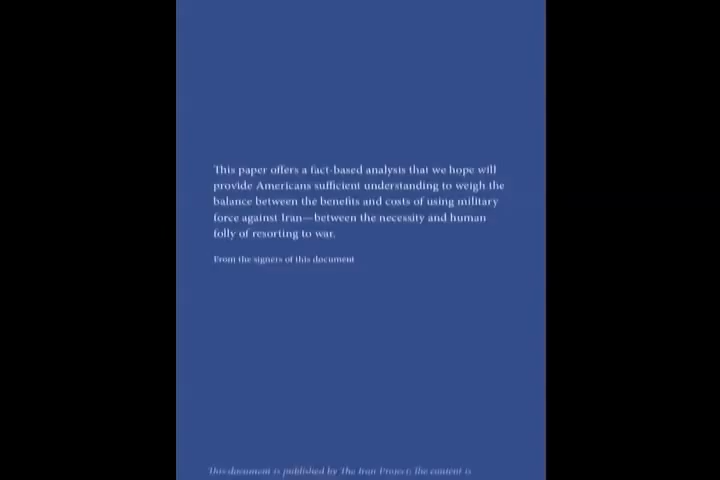 This paper offers a fact-based analysis that we hope will
provide Americans sufficient understanding to weigh the
balance between the benefits and costs of using military
force against Iran—between the necessity and human
folly of resorting to war.
From the signers of this document
This document is published by The Iran Project; the content is